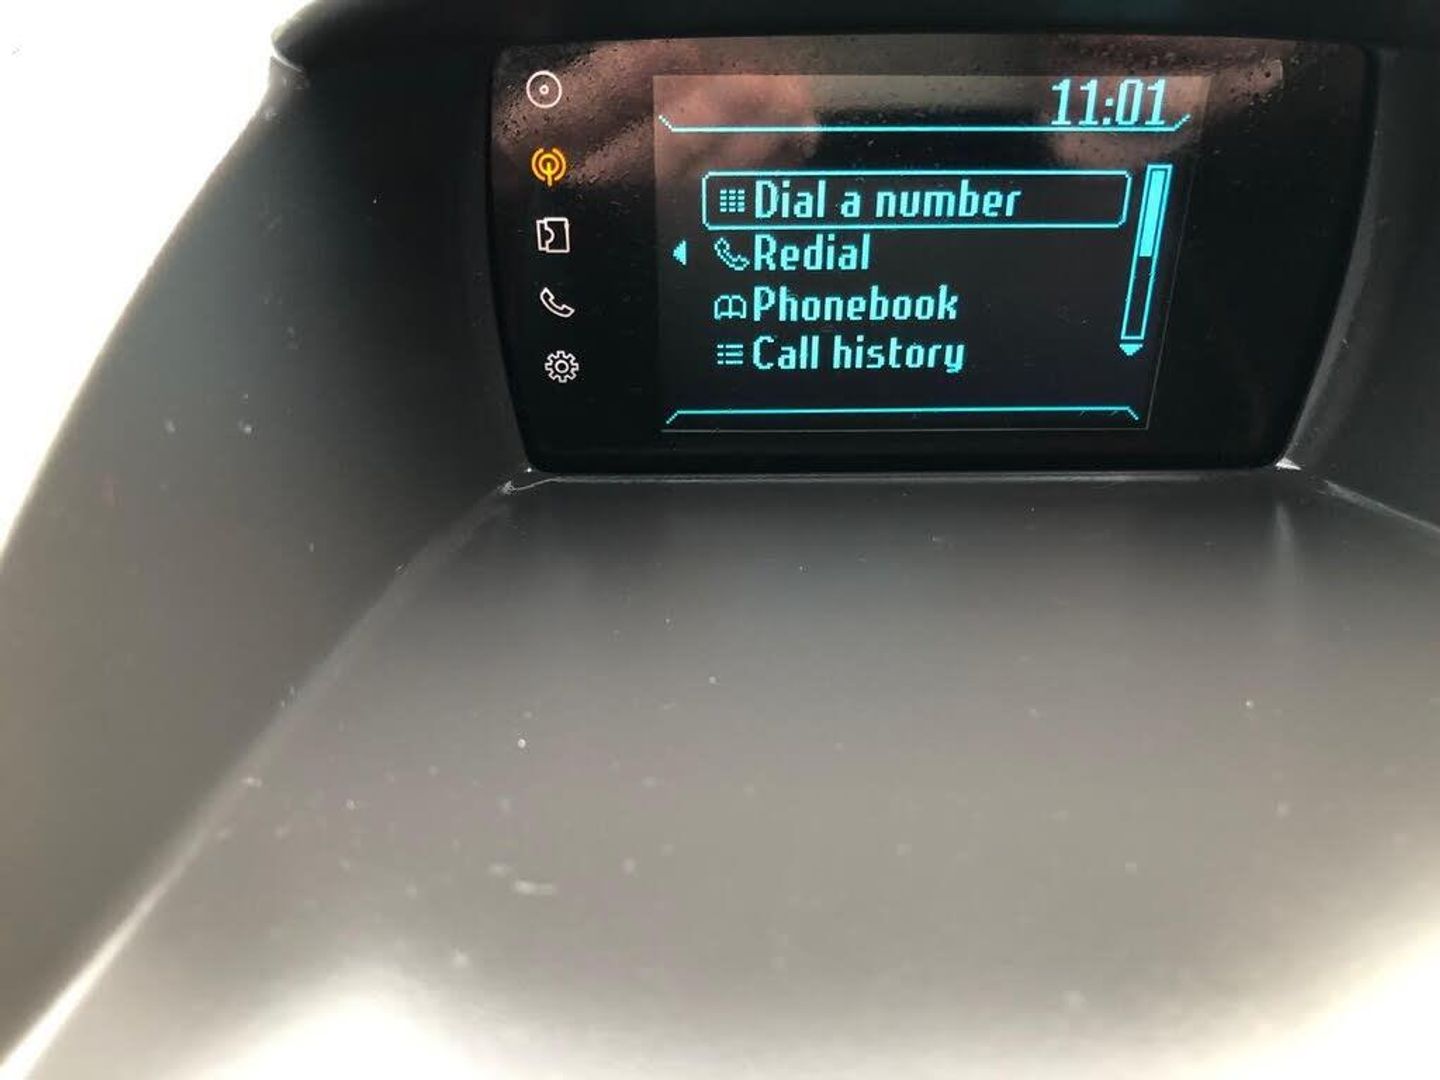 11:01
Dial a number
Redial
Phonebook
Call history